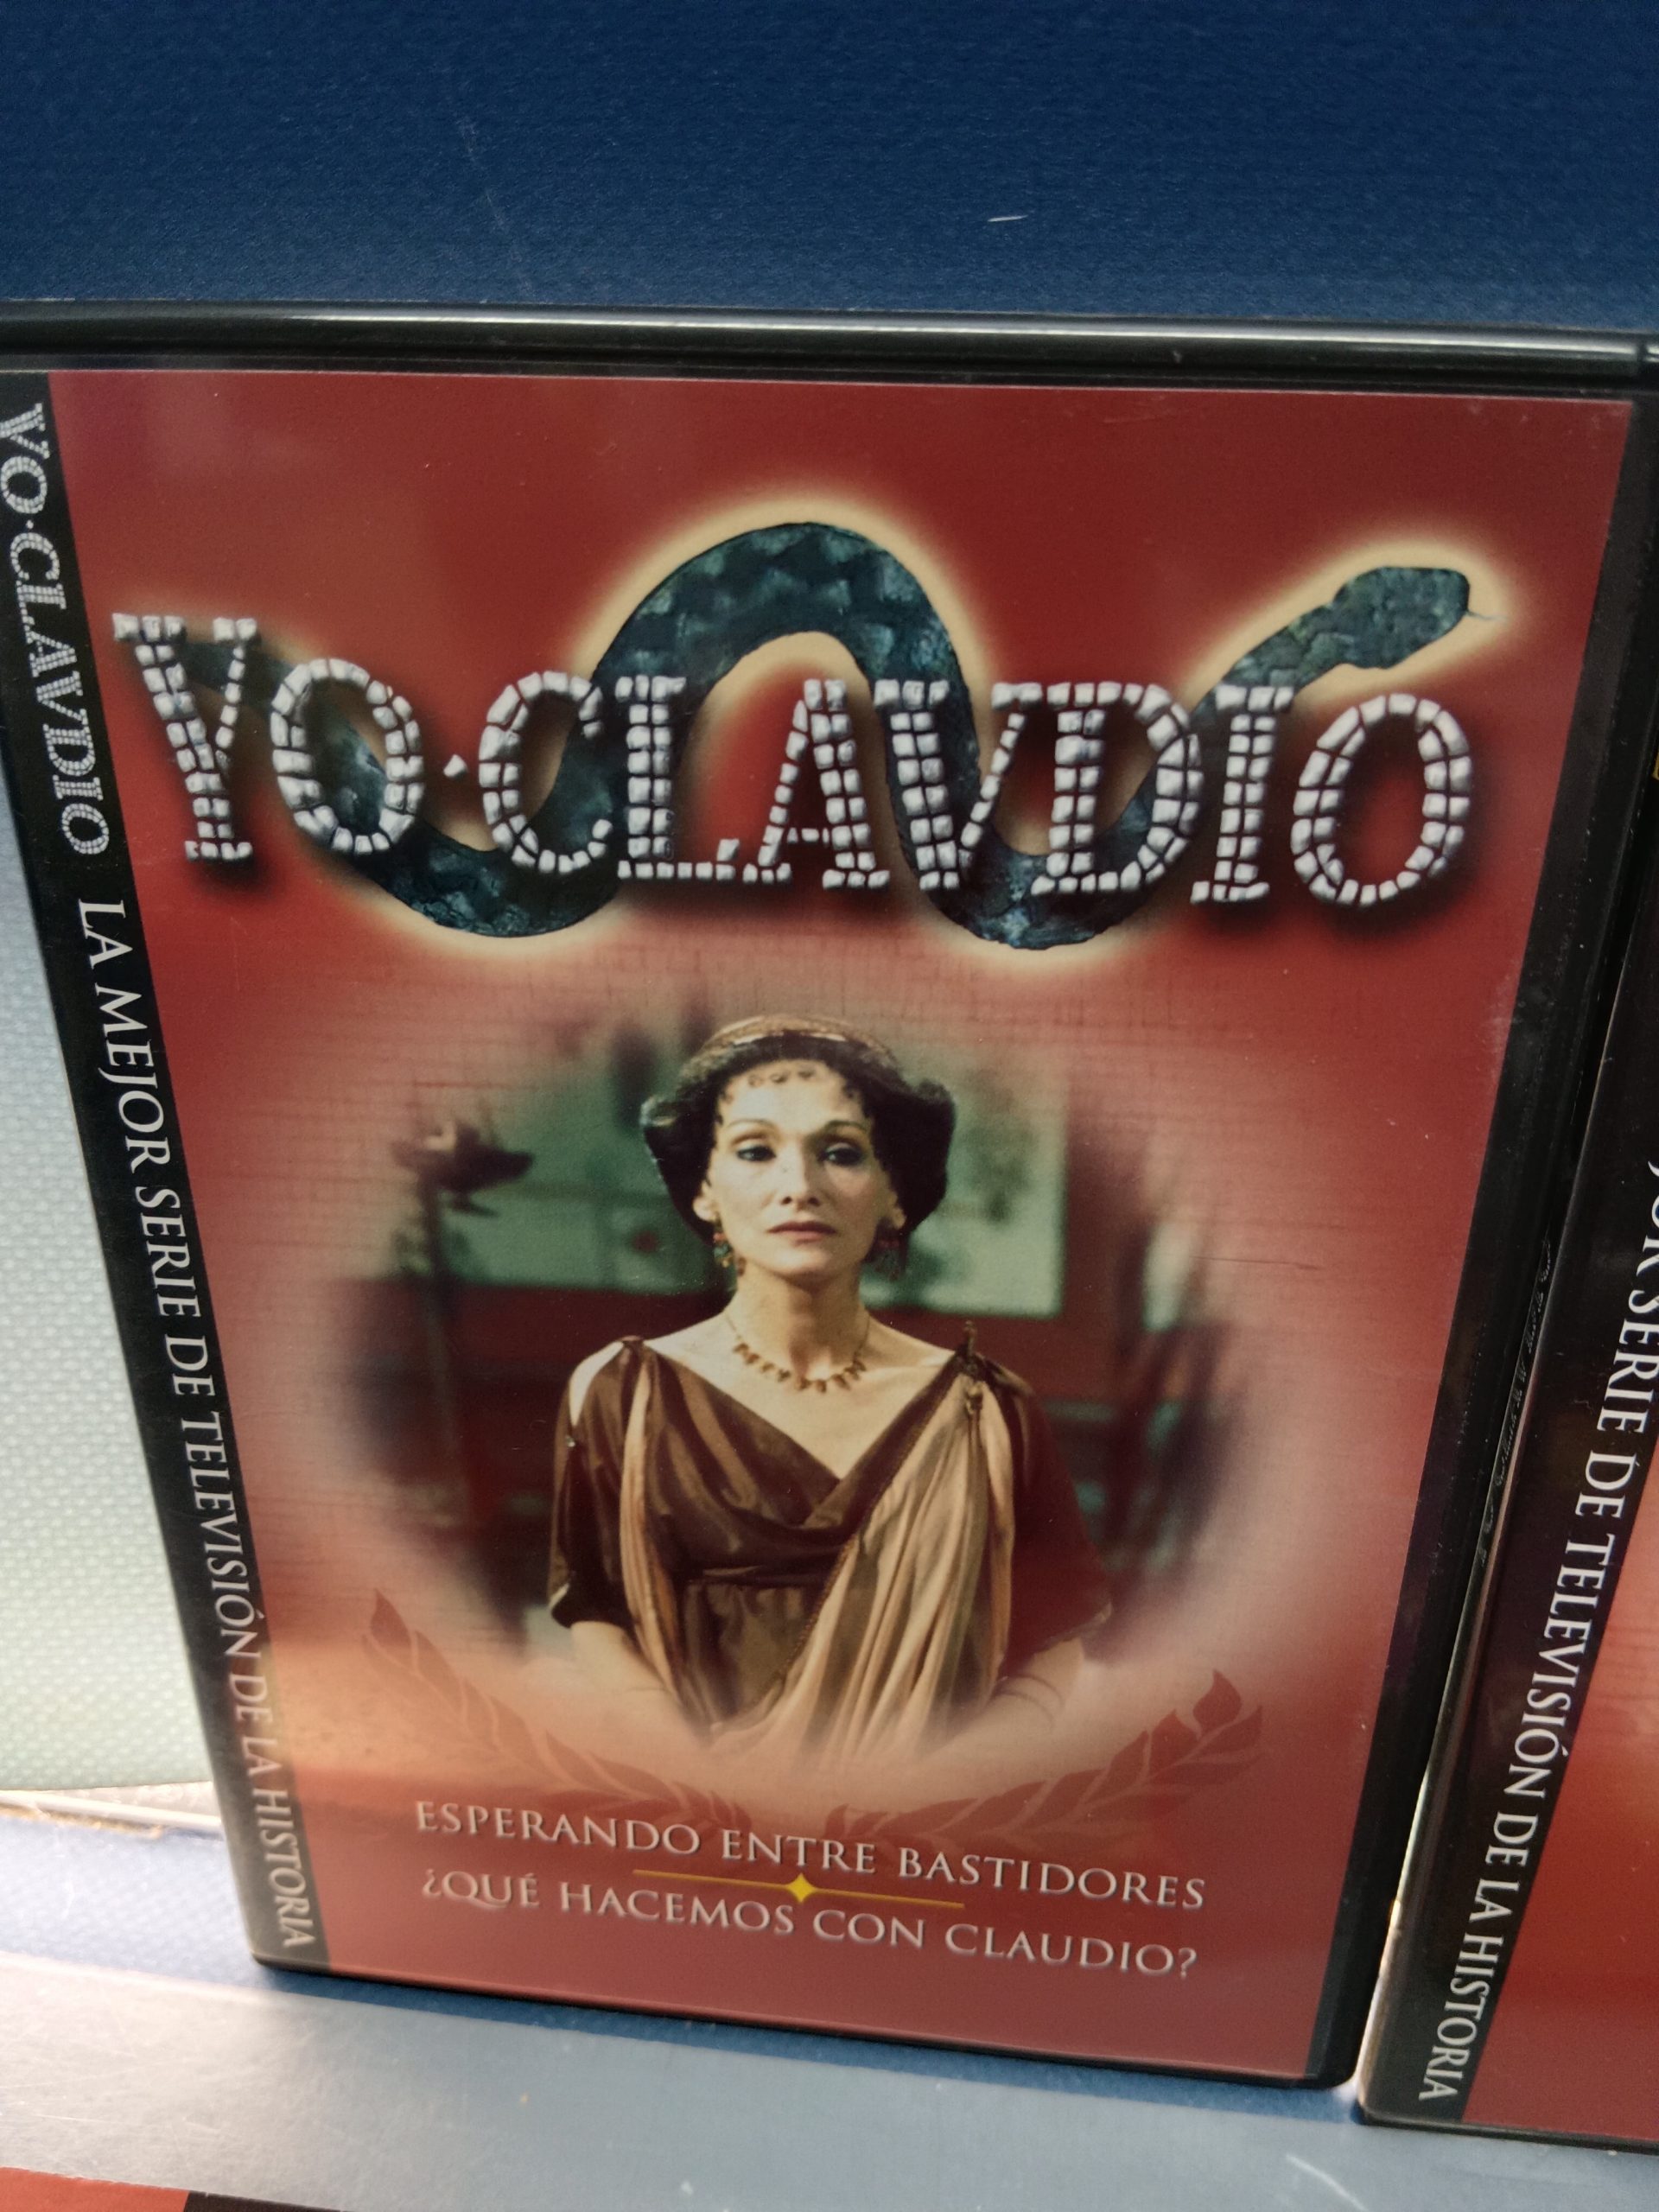 YO·CLAVDIO
YO·CLAVDIO LA MEJOR SERIE DE TELEVISIÓN DE LA HISTORIA
ESPERANDO ENTRE BASTIDORES
¿QUÉ HACEMOS CON CLAUDIO?
SERIE DE TELEVISIÓN DE LA HISTORIA